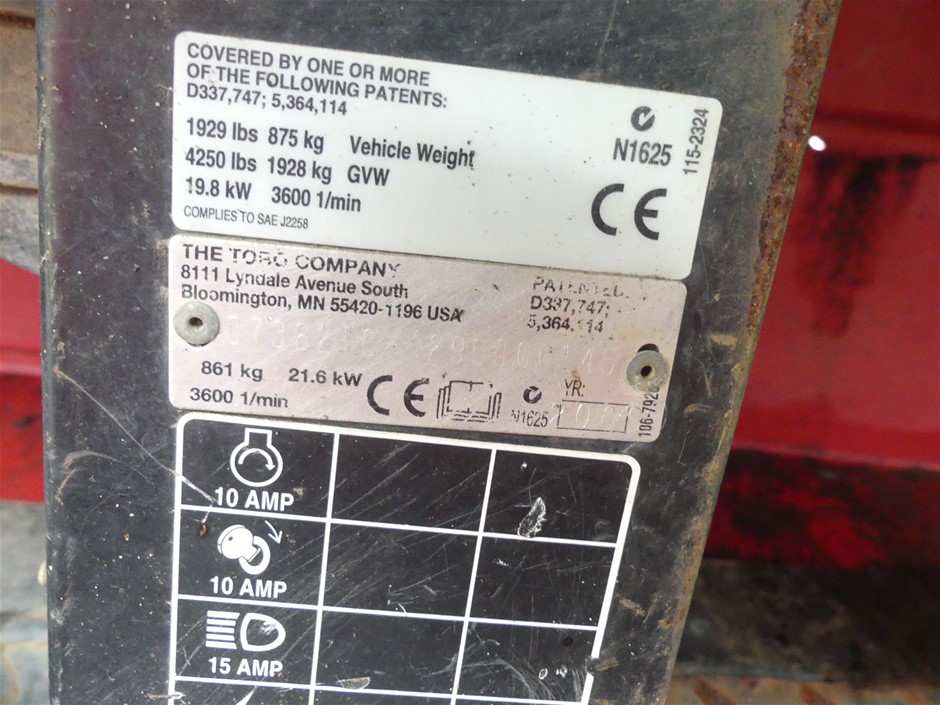 COVERED BY ONE OR MORE
OF THE FOLLOWING PATENTS:
D337,747; 5,364,114
1929 lbs 875 kg Vehicle Weight
4250 lbs 1928 kg GVW
19.8 kW 3600 1/min
COMPLIES TO SAE J2258
N1625
CE
115-2324
THE TORO COMPANY
8111 Lyndale Avenue South
Bloomington, MN 55420-1196 USA
PATENTED
D337,747;
5,364,114
861 kg 21.6 kW
3600 1/min
CE
N1625
YR:
10 AMP
10 AMP
15 AMP